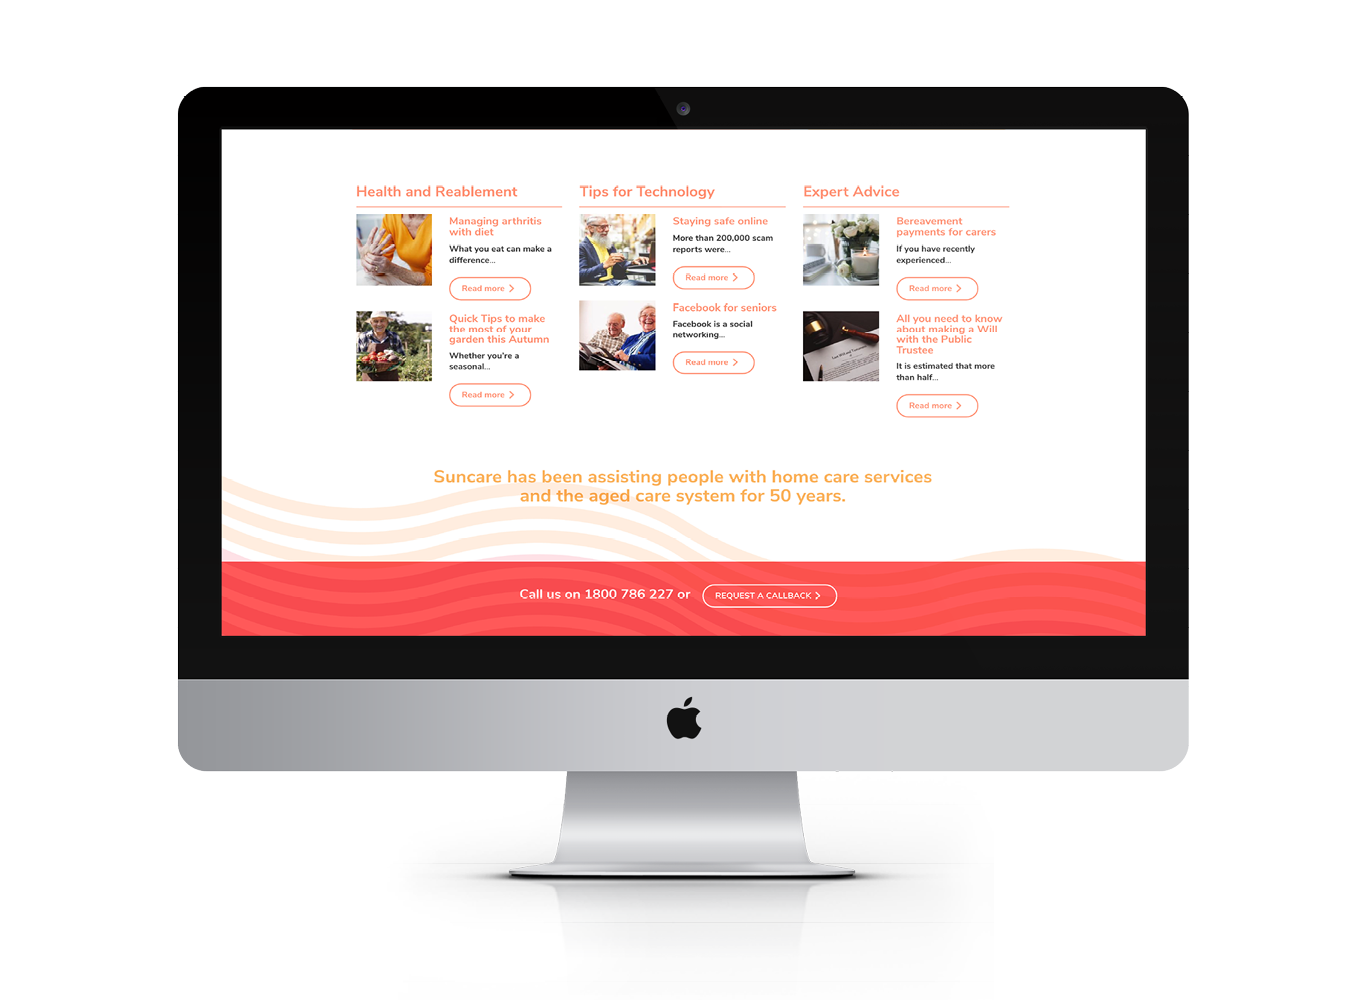 Health and Reablement
Managing arthritis
with diet
What you eat can make a
difference...
Read more
Quick Tips to make
the most of your
garden this Autumn
Whether you're a
seasonal...
Read more
Tips for Technology
Staying safe online
More than 200,000 scam
reports were...
Read more
Facebook for seniors
Facebook is a social
networking...
Read more
Expert Advice
Bereavement
payments for carers
If you have recently
experienced...
Read more
All you need to know
about making a Will
with the Public
Trustee
It is estimated that more
than half...
Read more
Suncare has been assisting people with home care services
and the aged care system for 50 years.
Call us on 1800 786 227 or
REQUEST A CALLBACK